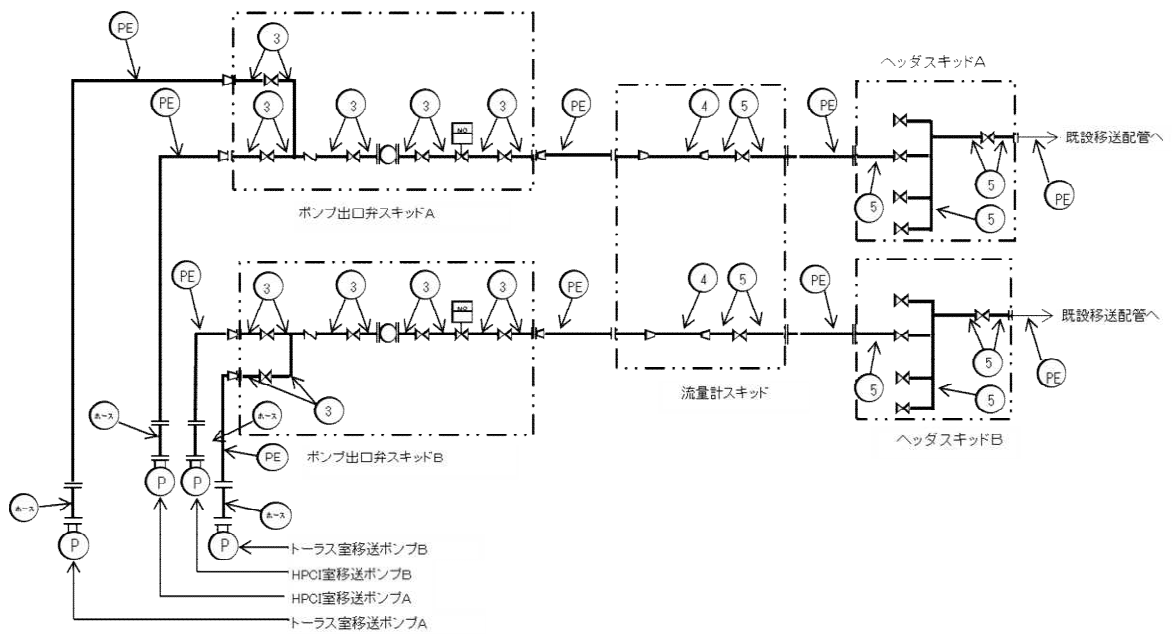 PE
3
ヘッダスキッドA
PE
3
3
3
3
PE
4
5
PE
MO
既設移送配管へ
5
5
5
PE
ポンプ出口弁スキッドA
PE
3
3
3
3
PE
4
5
PE
MO
既設移送配管へ
5
5
5
PE
3
流量計スキッド
ホース
ホース
ヘッダスキッドB
PE
ポンプ出口弁スキッドB
P
P
ホース
ホース
P
P
トーラス室移送ポンプB
HPCI室移送ポンプB
HPCI室移送ポンプA
トーラス室移送ポンプA